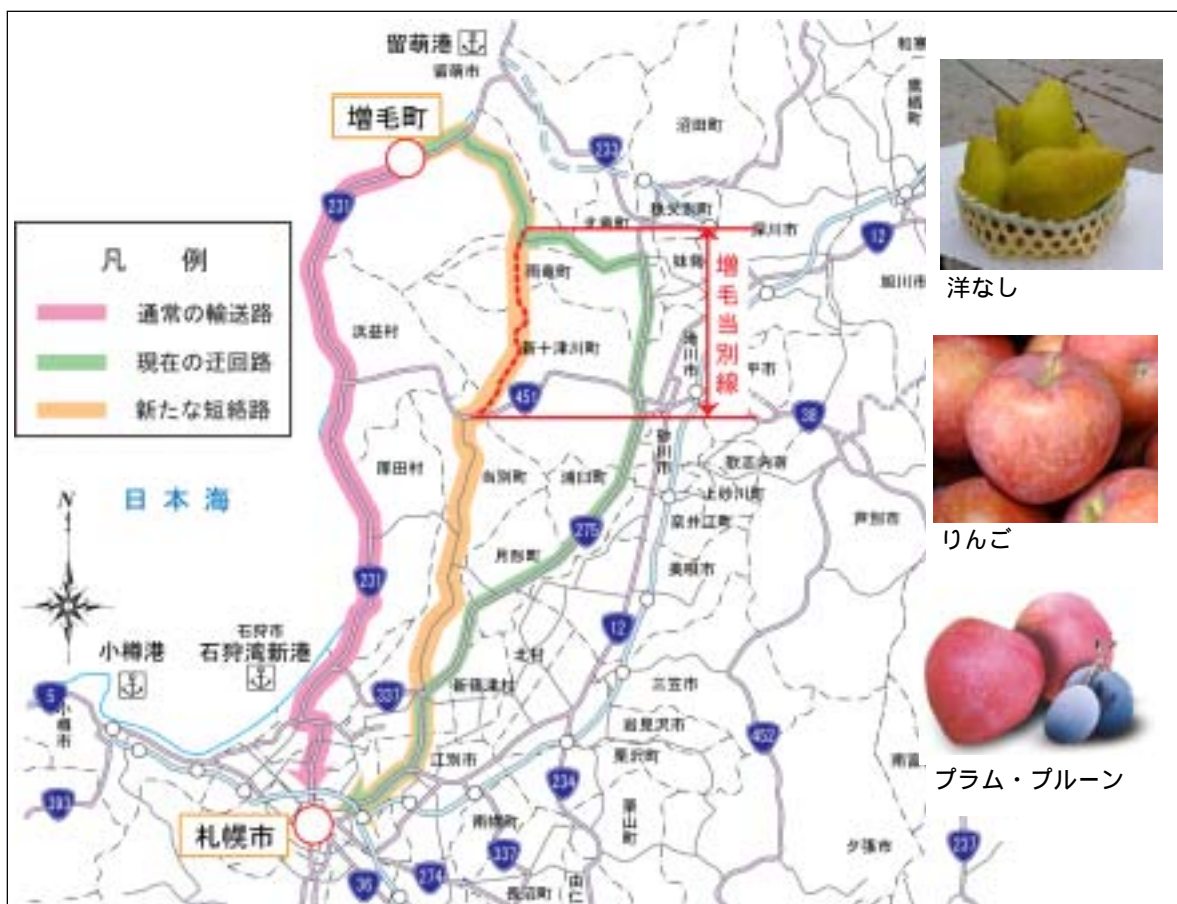 留萌港
留萌市
増毛町
沼田町
233
秩父別町
北竜町
深川市
12
231
凡 例
通常の輸送路
現在の迂回路
新たな短絡路
雨竜町
妹背
旭川市
増毛当別線
浜益村
新十津川町
滝川市
451
38
砂川市
歌志内市
厚田村
当別町
浦臼町
上砂川町
奈井江町
芦別市
日本海
N
275
月形町
美唄市
231
12
石狩市
石狩湾新港
小樽港
北村
5
小樽市
337
新篠津村
三笠市
岩見沢市
452
栗沢町
江別市
234
393
札幌市
南幌町
栗山町
夕張市
337
237
36
274
長沼町
由仁
洋なし
りんご
プラム・プルーン